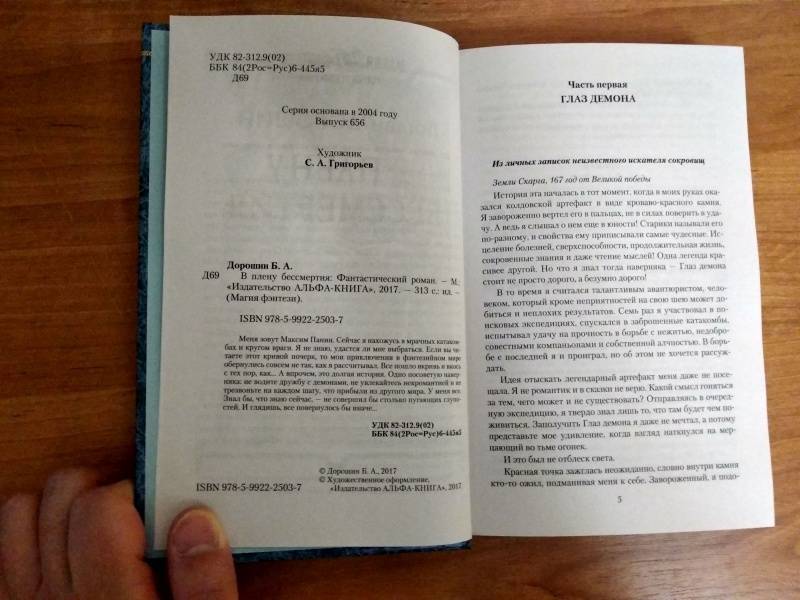 УДК 82-312.9(02)
ББК 84(2Рос=Рус)6-445я5
Д69
Серия основана в 2004 году
Выпуск 656
Художник
С. А. Григорьев
Дорошин Б. А.
Д69 В плену бессмертия: Фантастический роман. — М.:
«Издательство АЛЬФА-КНИГА», 2017. — 313 с.: ил. —
(Магия фэнтези).
ISBN 978-5-9922-2503-7
Меня зовут Максим Панин. Сейчас я нахожусь в мрачных катаком-
бах и кругом враги. Я не знаю, удастся ли мне выбраться. Если вы чи-
таете этот кривой почерк, то мои приключения в фэнтезийном мире
обернулись совсем не так, как я рассчитывал. Все пошло вкривь и вкось
с тех пор, как... А впрочем, это долгая история. Одно посоветую навер-
няка: не водите дружбу с демонами, не увлекайтесь некромантией и не
трезвоньте на каждом шагу, что прибыли из другого мира. У меня все.
Знал бы, что знаю сейчас, — не совершил бы столько пугающих глупо-
стей. И глядишь, все повернулось бы иначе...
УДК 82-312.9(02)
ББК 84(2Рос=Рус)6-445я5
© Дорошин Б. А., 2017
© Художественное оформление,
ISBN 978-5-9922-2503-7 «Издательство АЛЬФА-КНИГА», 2017
Часть первая
ГЛАЗ ДЕМОНА
Из личных записок неизвестного искателя сокровищ
Земли Скарга, 167 год от Великой победы
История эта началась в тот момент, когда в моих руках ока-
зался колдовской артефакт в виде кроваво-красного камня.
Я завороженно вертел его в пальцах, не в силах поверить в уда-
чу. А ведь я слышал о нем еще в юности! Старики называли его
по-разному, и свойства ему приписывали самые чудесные. Ис-
целение болезней, сверхспособности, продолжительная жизнь,
сокровенные знания и даже чтение мыслей! Одна легенда кра-
сивее другой. Но что я знал тогда наверняка — Глаз демона
стоит не просто дорого, а безумно дорого!
В то время я считался талантливым авантюристом, чело-
веком, который кроме неприятностей на свою шею может до-
биться и неплохих результатов. Семь раз я участвовал в по-
исковых экспедициях, спускался в заброшенные катакомбы,
испытывал удачу на прочность в борьбе с нежитью, недобро-
совестными компаньонами и собственной алчностью. В борь-
бе с последней я и проиграл, но об этом не хочется рассуж-
дать.
Идея отыскать легендарный артефакт меня даже не посе-
щала. Я не романтик и в сказки не верю. Какой смысл гоняться
за тем, чего может и не существовать? Отправляясь в очеред-
ную экспедицию, я твердо знал лишь то, что там будет чем по-
живиться. Заполучить Глаз демона я даже не мечтал, а потому
представьте мое удивление, когда взгляд наткнулся на мер-
цающий во тьме огонек.
И это был не отблеск света.
Красная точка зажглась неожиданно, словно внутри камня
кто-то ожил, подманивая меня к себе. Завороженный, я подо-
5